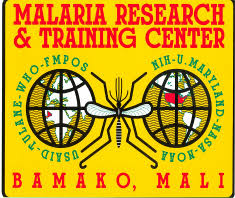 MALARIA RESEARCH
& TRAINING CENTER
USAID-TULANE-WHO-FMPOS
NIH-U.MARYLAND-NASA-NOAA
BAMAKO, MALI